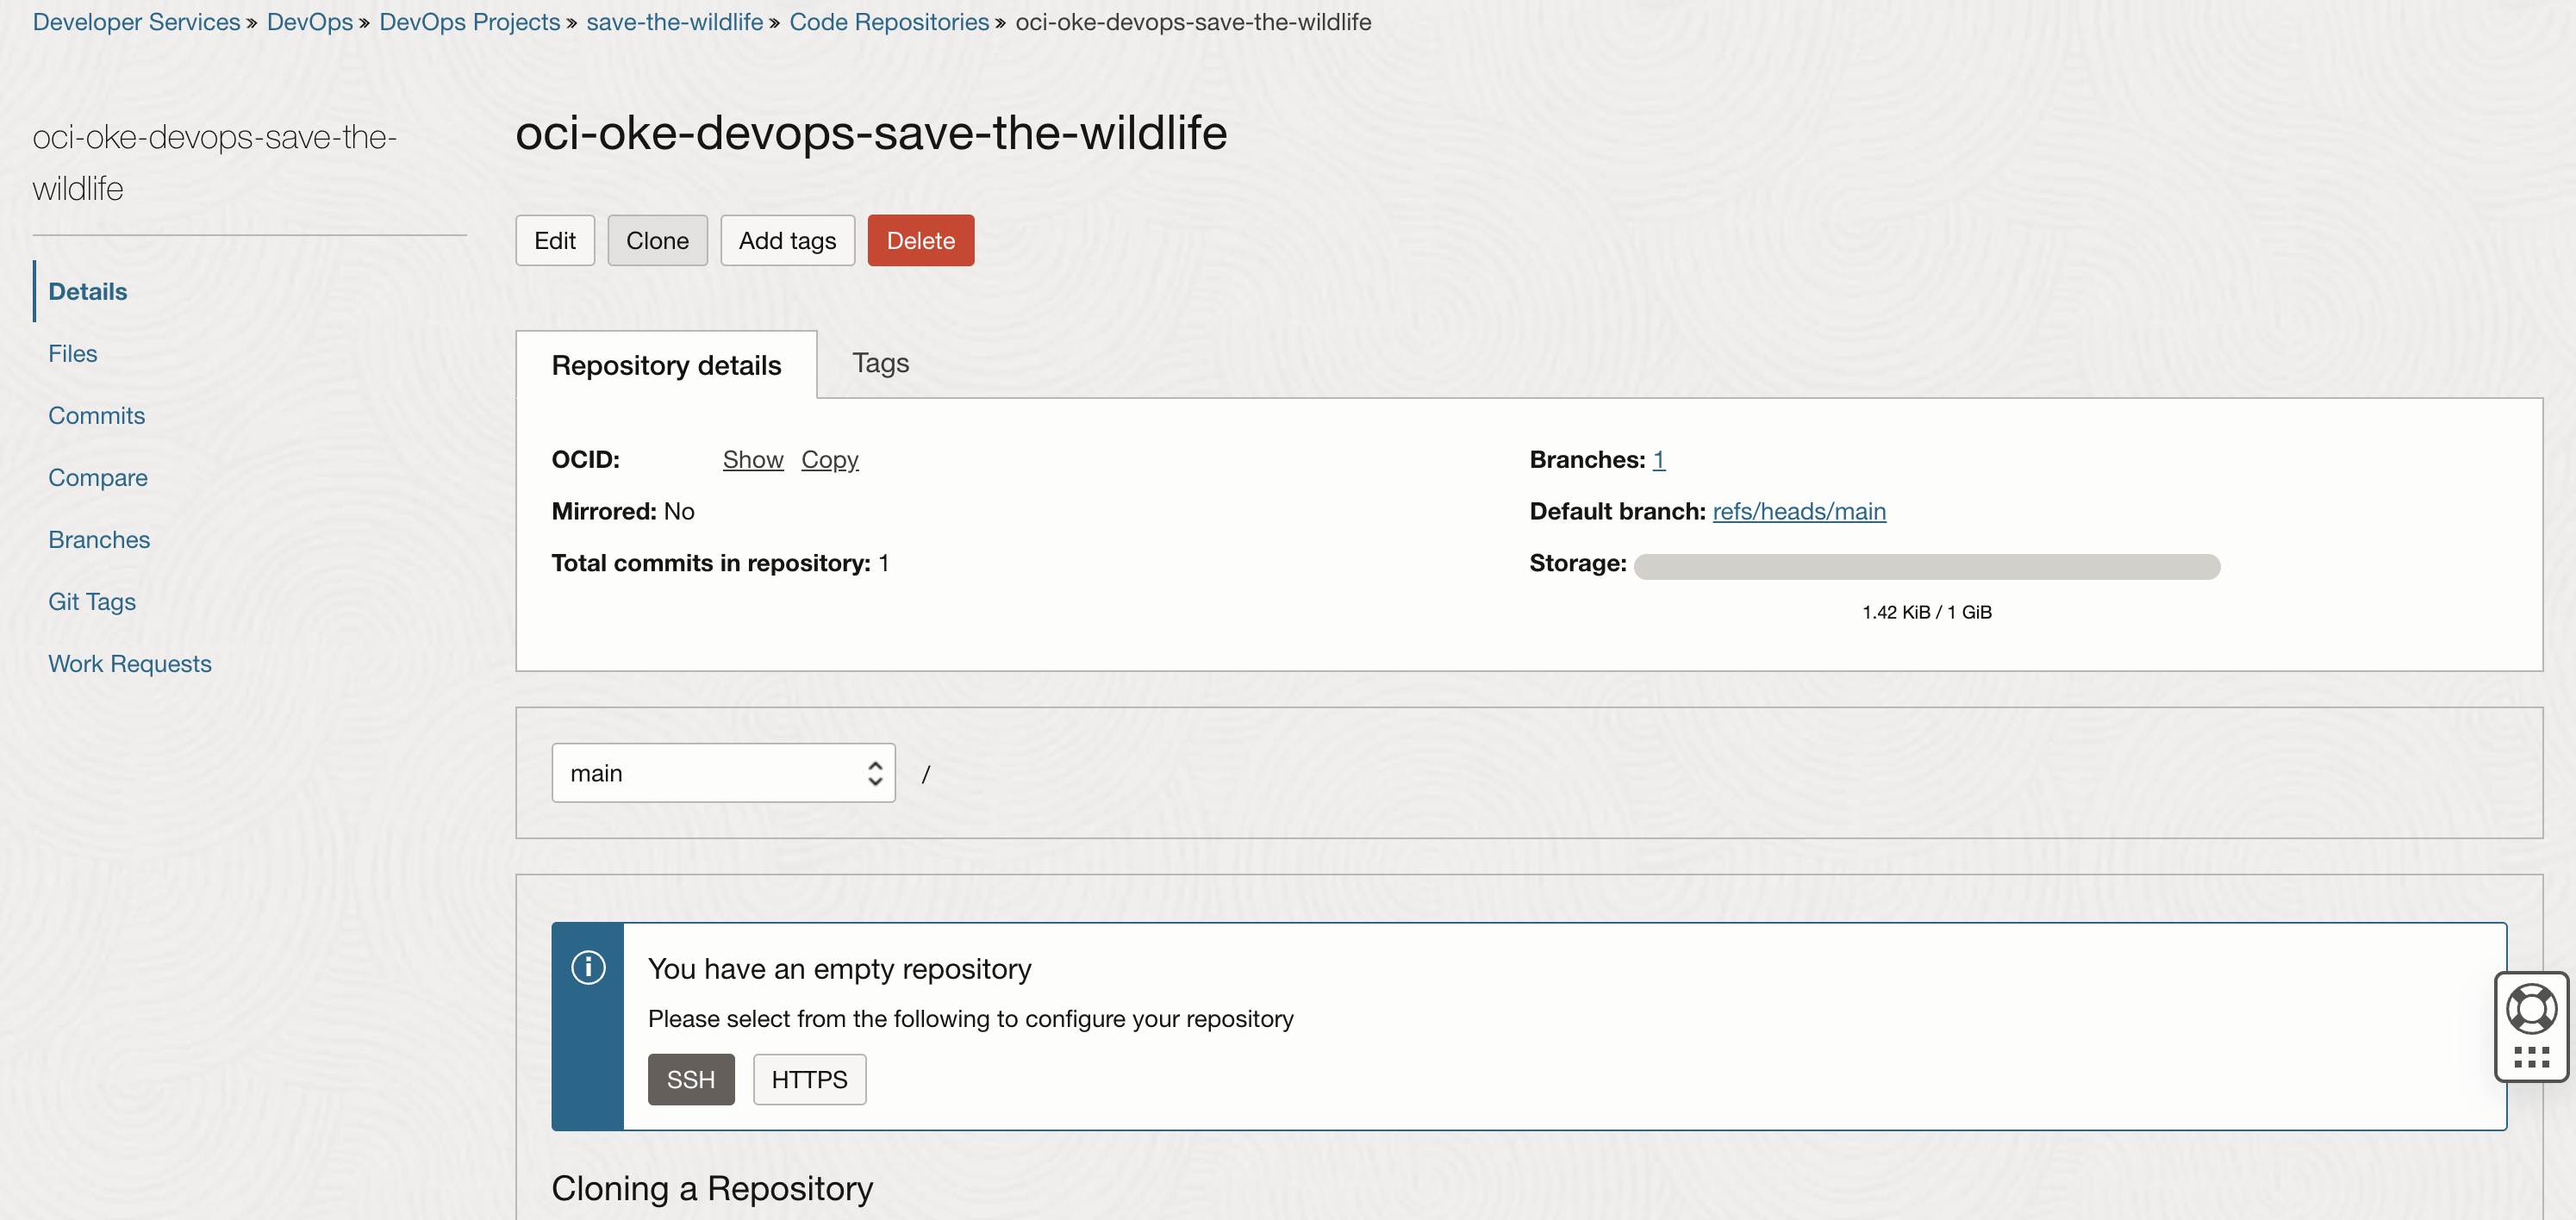 Developer Services » DevOps » DevOps Projects » save-the-wildlife » Code Repositories » oci-oke-devops-save-the-wildlife
oci-oke-devops-save-the-
wildlife
Details
Files
Commits
Compare
Branches
Git Tags
Work Requests
oci-oke-devops-save-the-wildlife
Edit Clone Add tags Delete
Repository details Tags
OCID: Show Copy
Mirrored: No
Total commits in repository: 1
Branches: 1
Default branch: refs/heads/main
Storage:
1.42 KiB / 1 GiB
main /
You have an empty repository
Please select from the following to configure your repository
SSH HTTPS
Cloning a Repository